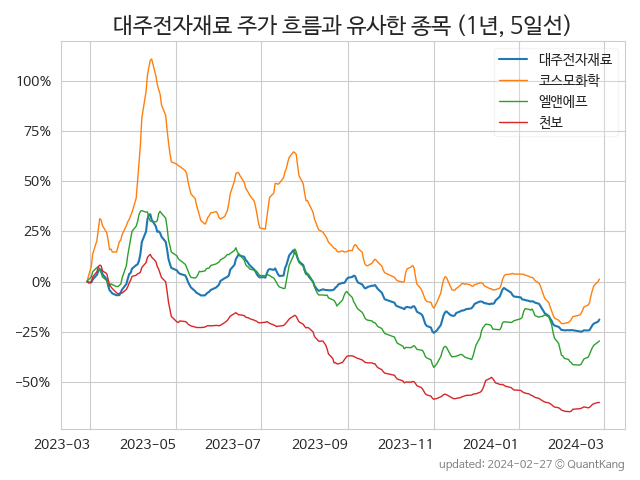 대주전자재료 주가 흐름과 유사한 종목 (1년, 5일선)
대주전자재료
코스모화학
엘앤에프
천보
100%
75%
50%
25%
0%
−25%
−50%
2023-03 2023-05 2023-07 2023-09 2023-11 2024-01 2024-03
updated: 2024-02-27 © QuantKang